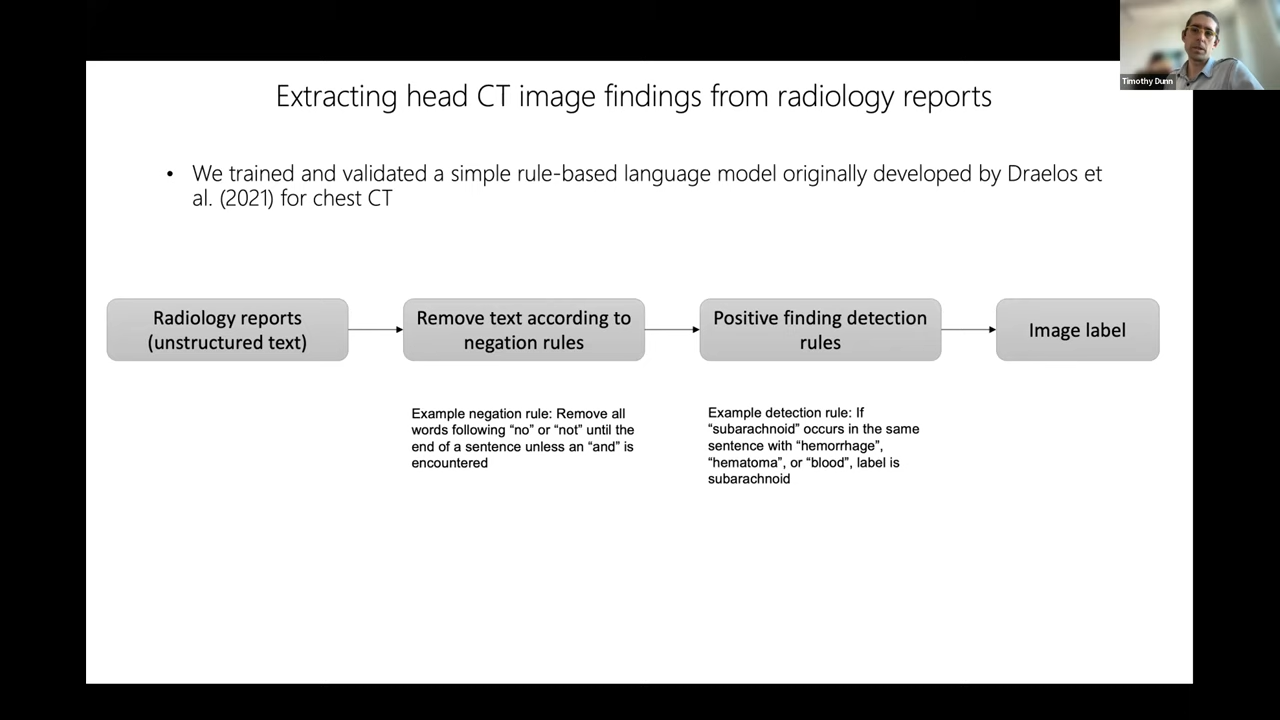 Timothy Dunn
Extracting head CT image findings from radiology reports
• We trained and validated a simple rule-based language model originally developed by Draelos et
al. (2021) for chest CT
Radiology reports
(unstructured text)
Remove text according to
negation rules
Positive finding detection
rules
Image label
Example negation rule: Remove all
words following “no” or “not” until the
end of a sentence unless an “and” is
encountered
Example detection rule: If
“subarachnoid” occurs in the same
sentence with “hemorrhage”,
“hematoma”, or “blood”, label is
subarachnoid